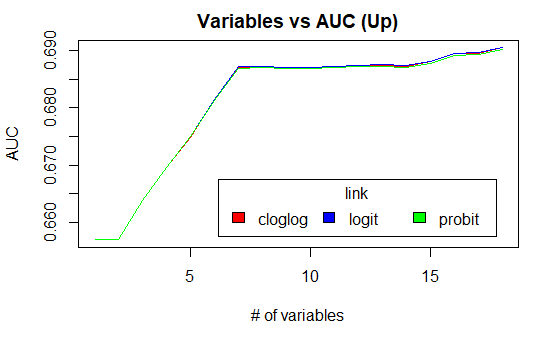 Variables vs AUC (Up)
AUC
0.690
0.680
0.670
0.660
link
cloglog logit probit
5 10 15
# of variables